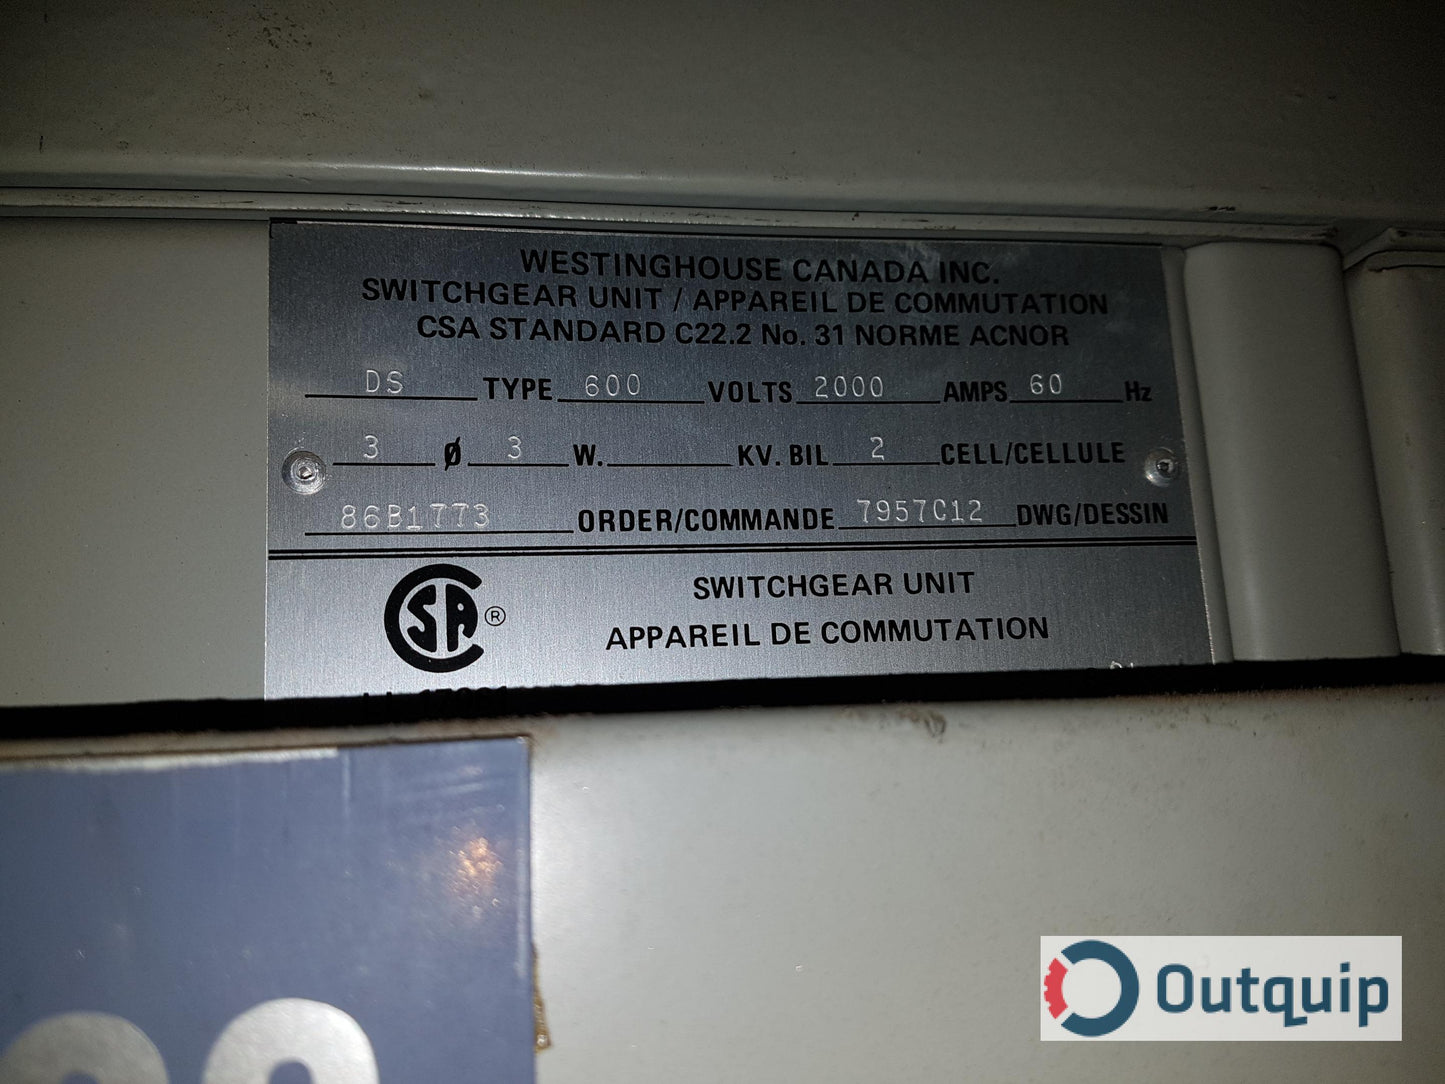 WESTINGHOUSE CANADA INC.
SWITCHGEAR UNIT / APPAREIL DE COMMUTATION
CSA STANDARD C22.2 No. 31 NORME ACNOR
DS TYPE 600 VOLTS 2000 AMPS 60 Hz
3 Ø 3 W. KV. BIL 2 CELL/CELLULE
86B1773 ORDER/COMMANDE 7957C12 DWG/DESSIN
CSA ® SWITCHGEAR UNIT
APPAREIL DE COMMUTATION
Outquip